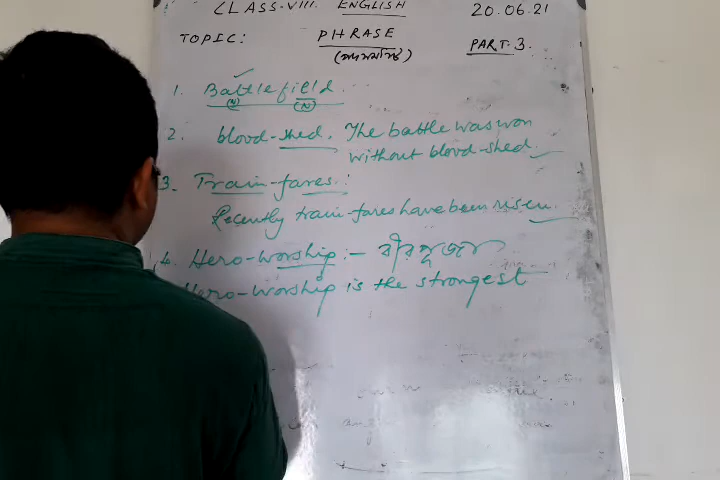 CLASS-VIII. ENGLISH 20.06.21
TOPIC: PHRASE PART.3.
(পদসমষ্টি)
1. Battlefield...
(N) (N)
2. blood-shed. The battle was won
without blood-shed.
3. Train-fares:
Recently train-fares have been risen.
4. Hero-worship:- বীরপূজা
Hero-Worship is the strongest